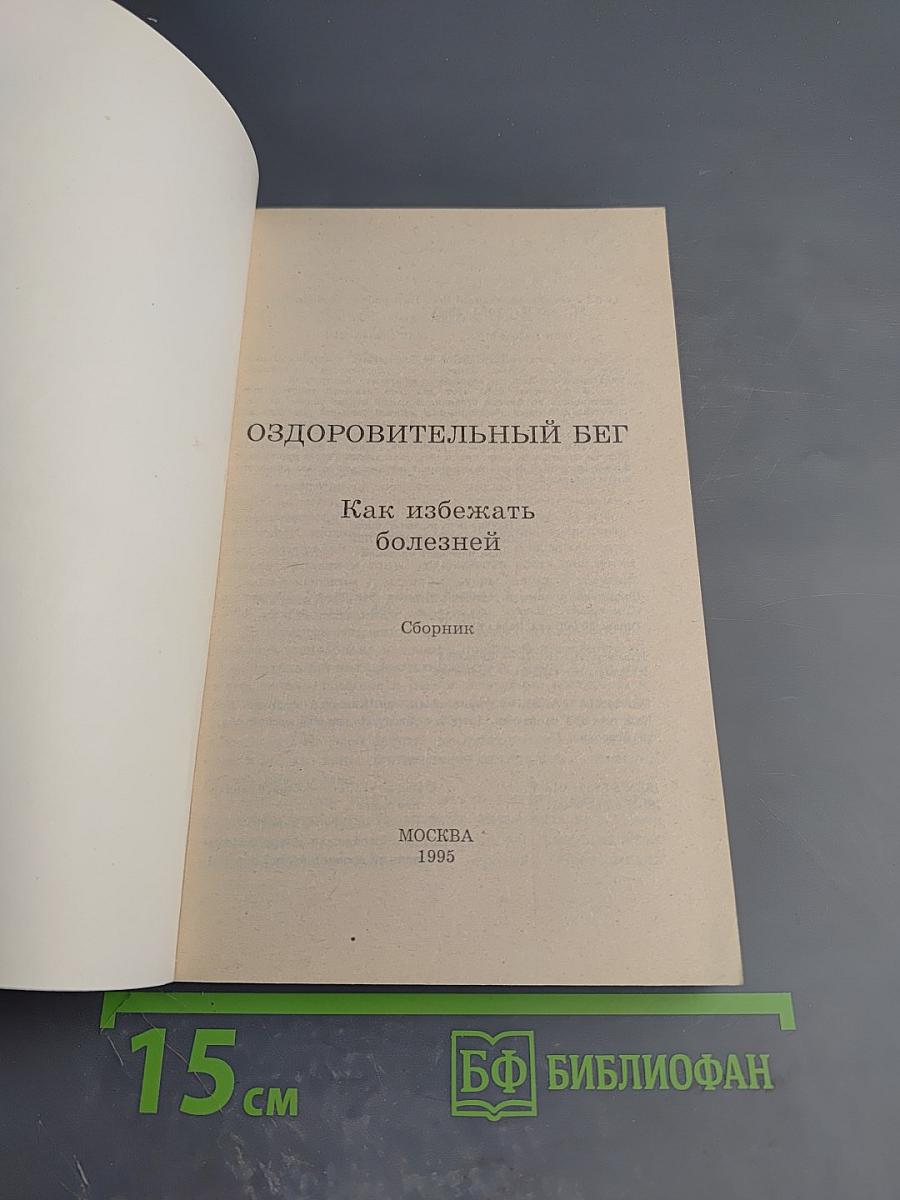 ОЗДОРОВИТЕЛЬНЫЙ БЕГ
Как избежать
болезней
Сборник
МОСКВА
1995
15 см
БФ БИБЛИОФАН